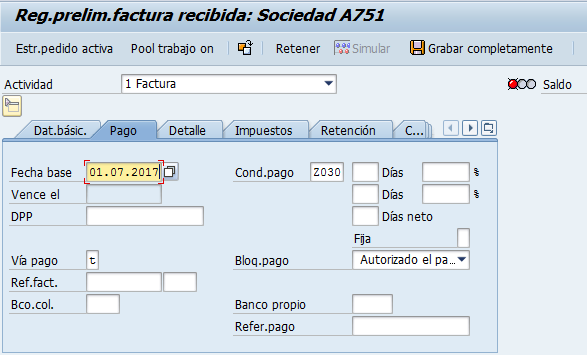 Reg.prelim.factura recibida: Sociedad A751
Estr.pedido activa Pool trabajo on Retener Simular Grabar completamente
Actividad 1 Factura Saldo
Dat.básic. Pago Detalle Impuestos Retención C...
Fecha base 01.07.2017 Cond.pago Z030 Días %
Vence el Días %
DPP Días neto
Fija
Vía pago t Bloq.pago Autorizado el pa...
Ref.fact.
Bco.col. Banco propio
Refer.pago